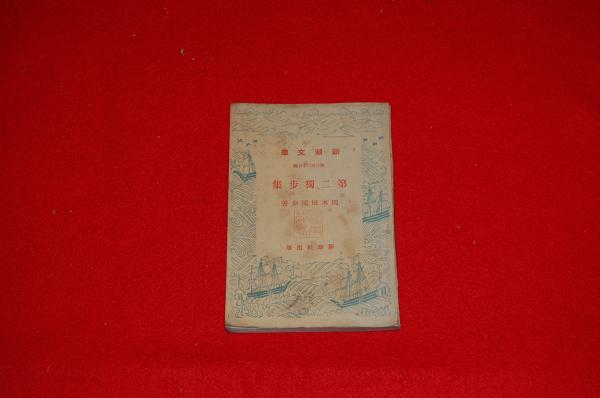 新潮文庫
第二獨步集
國木田獨步著
新潮社出版